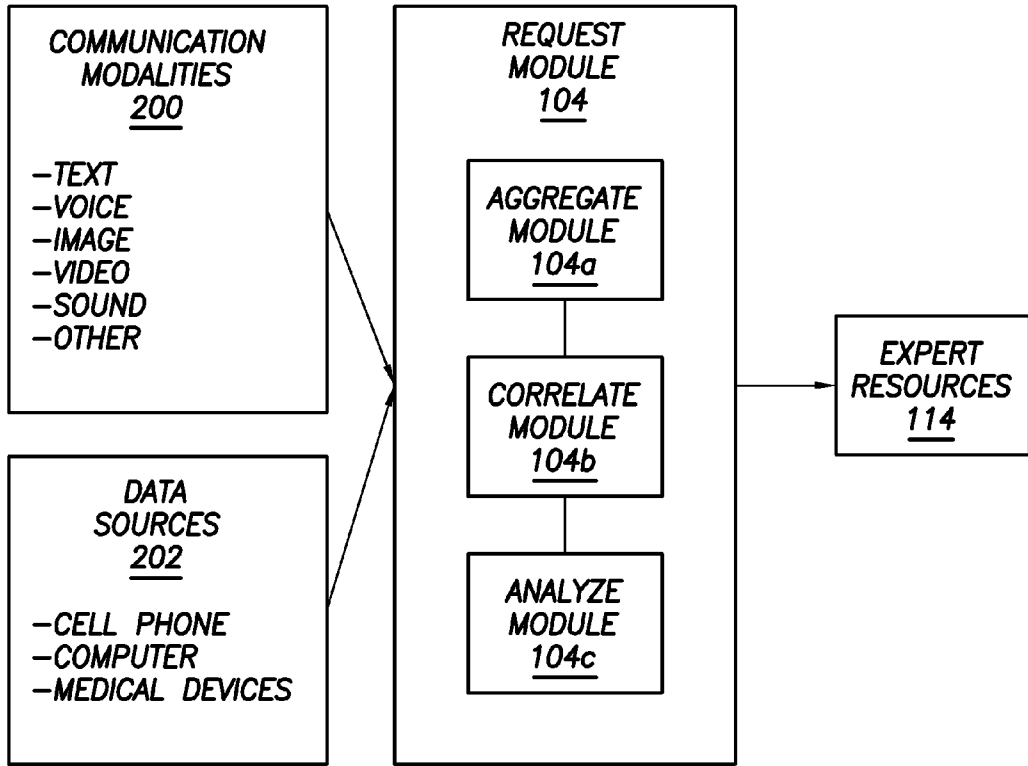 COMMUNICATION
MODALITIES
200
-TEXT
-VOICE
-IMAGE
-VIDEO
-SOUND
-OTHER
DATA
SOURCES
202
-CELL PHONE
-COMPUTER
-MEDICAL DEVICES
REQUEST
MODULE
104
AGGREGATE
MODULE
104a
CORRELATE
MODULE
104b
ANALYZE
MODULE
104c
EXPERT
RESOURCES
114